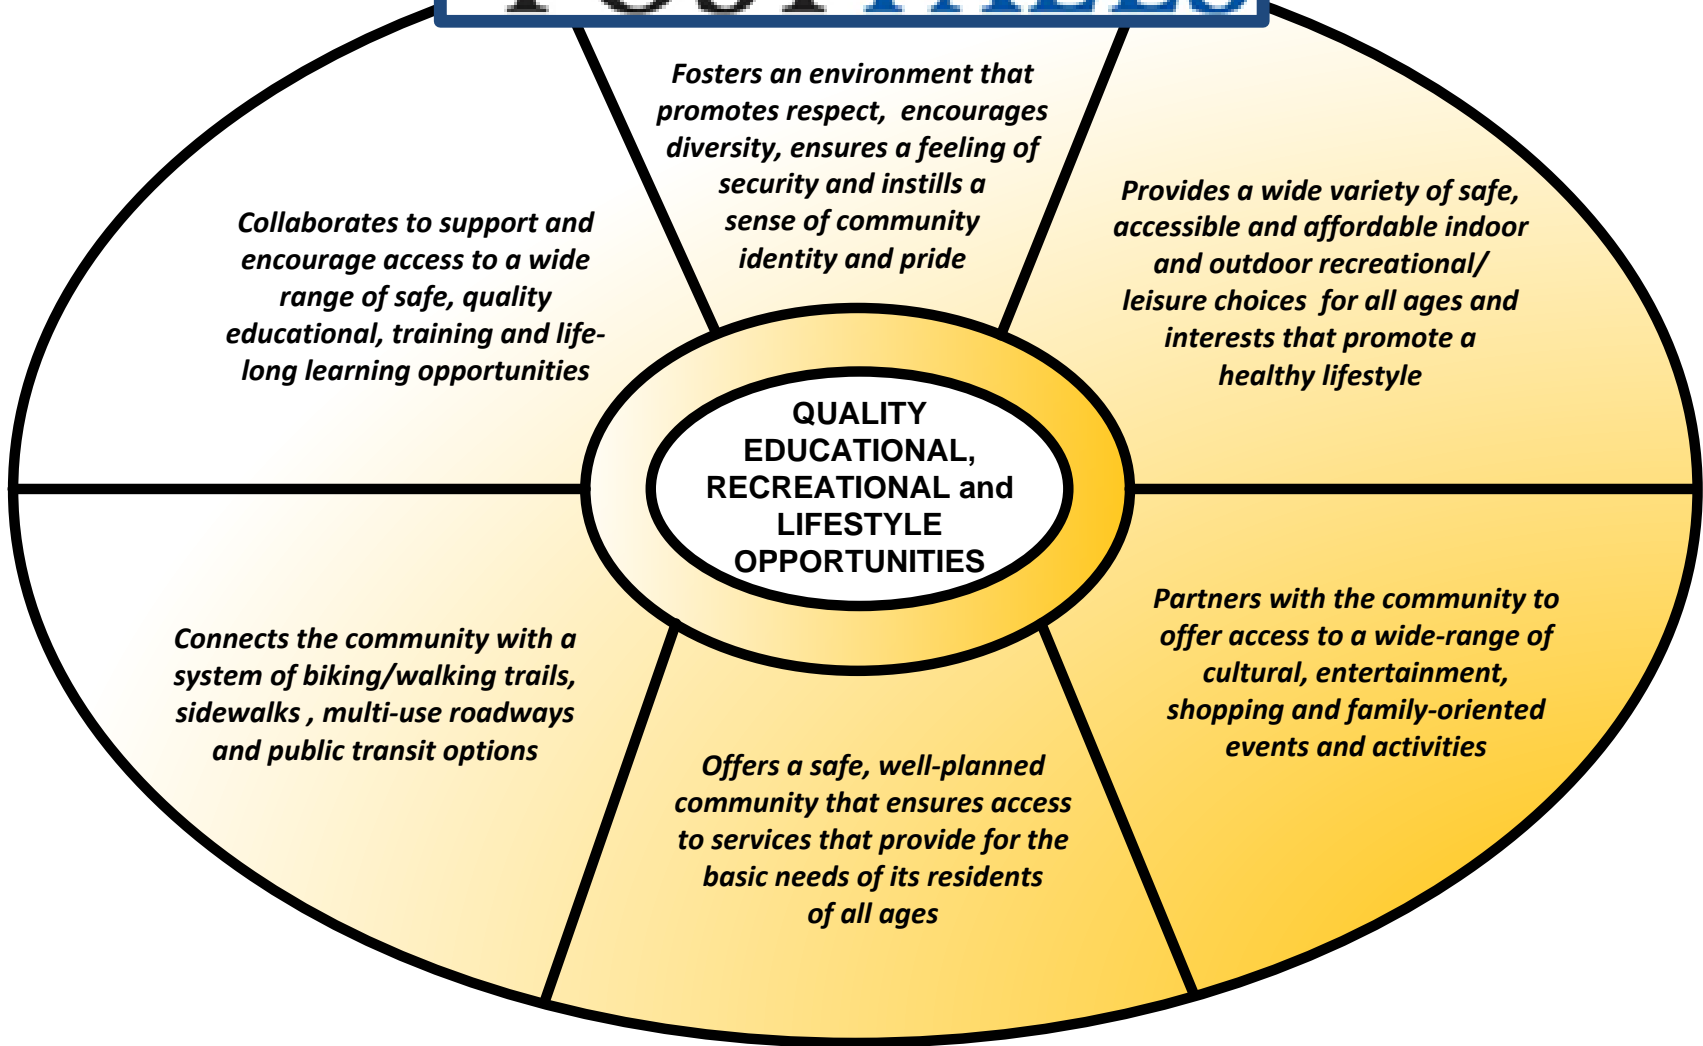 POST FALLS
Fosters an environment that
promotes respect, encourages
diversity, ensures a feeling of
security and instills a
sense of community
identity and pride
Collaborates to support and
encourage access to a wide
range of safe, quality
educational, training and life-
long learning opportunities
Provides a wide variety of safe,
accessible and affordable indoor
and outdoor recreational/
leisure choices for all ages and
interests that promote a
healthy lifestyle
QUALITY
EDUCATIONAL,
RECREATIONAL and
LIFESTYLE
OPPORTUNITIES
Connects the community with a
system of biking/walking trails,
sidewalks , multi-use roadways
and public transit options
Offers a safe, well-planned
community that ensures access
to services that provide for the
basic needs of its residents
of all ages
Partners with the community to
offer access to a wide-range of
cultural, entertainment,
shopping and family-oriented
events and activities